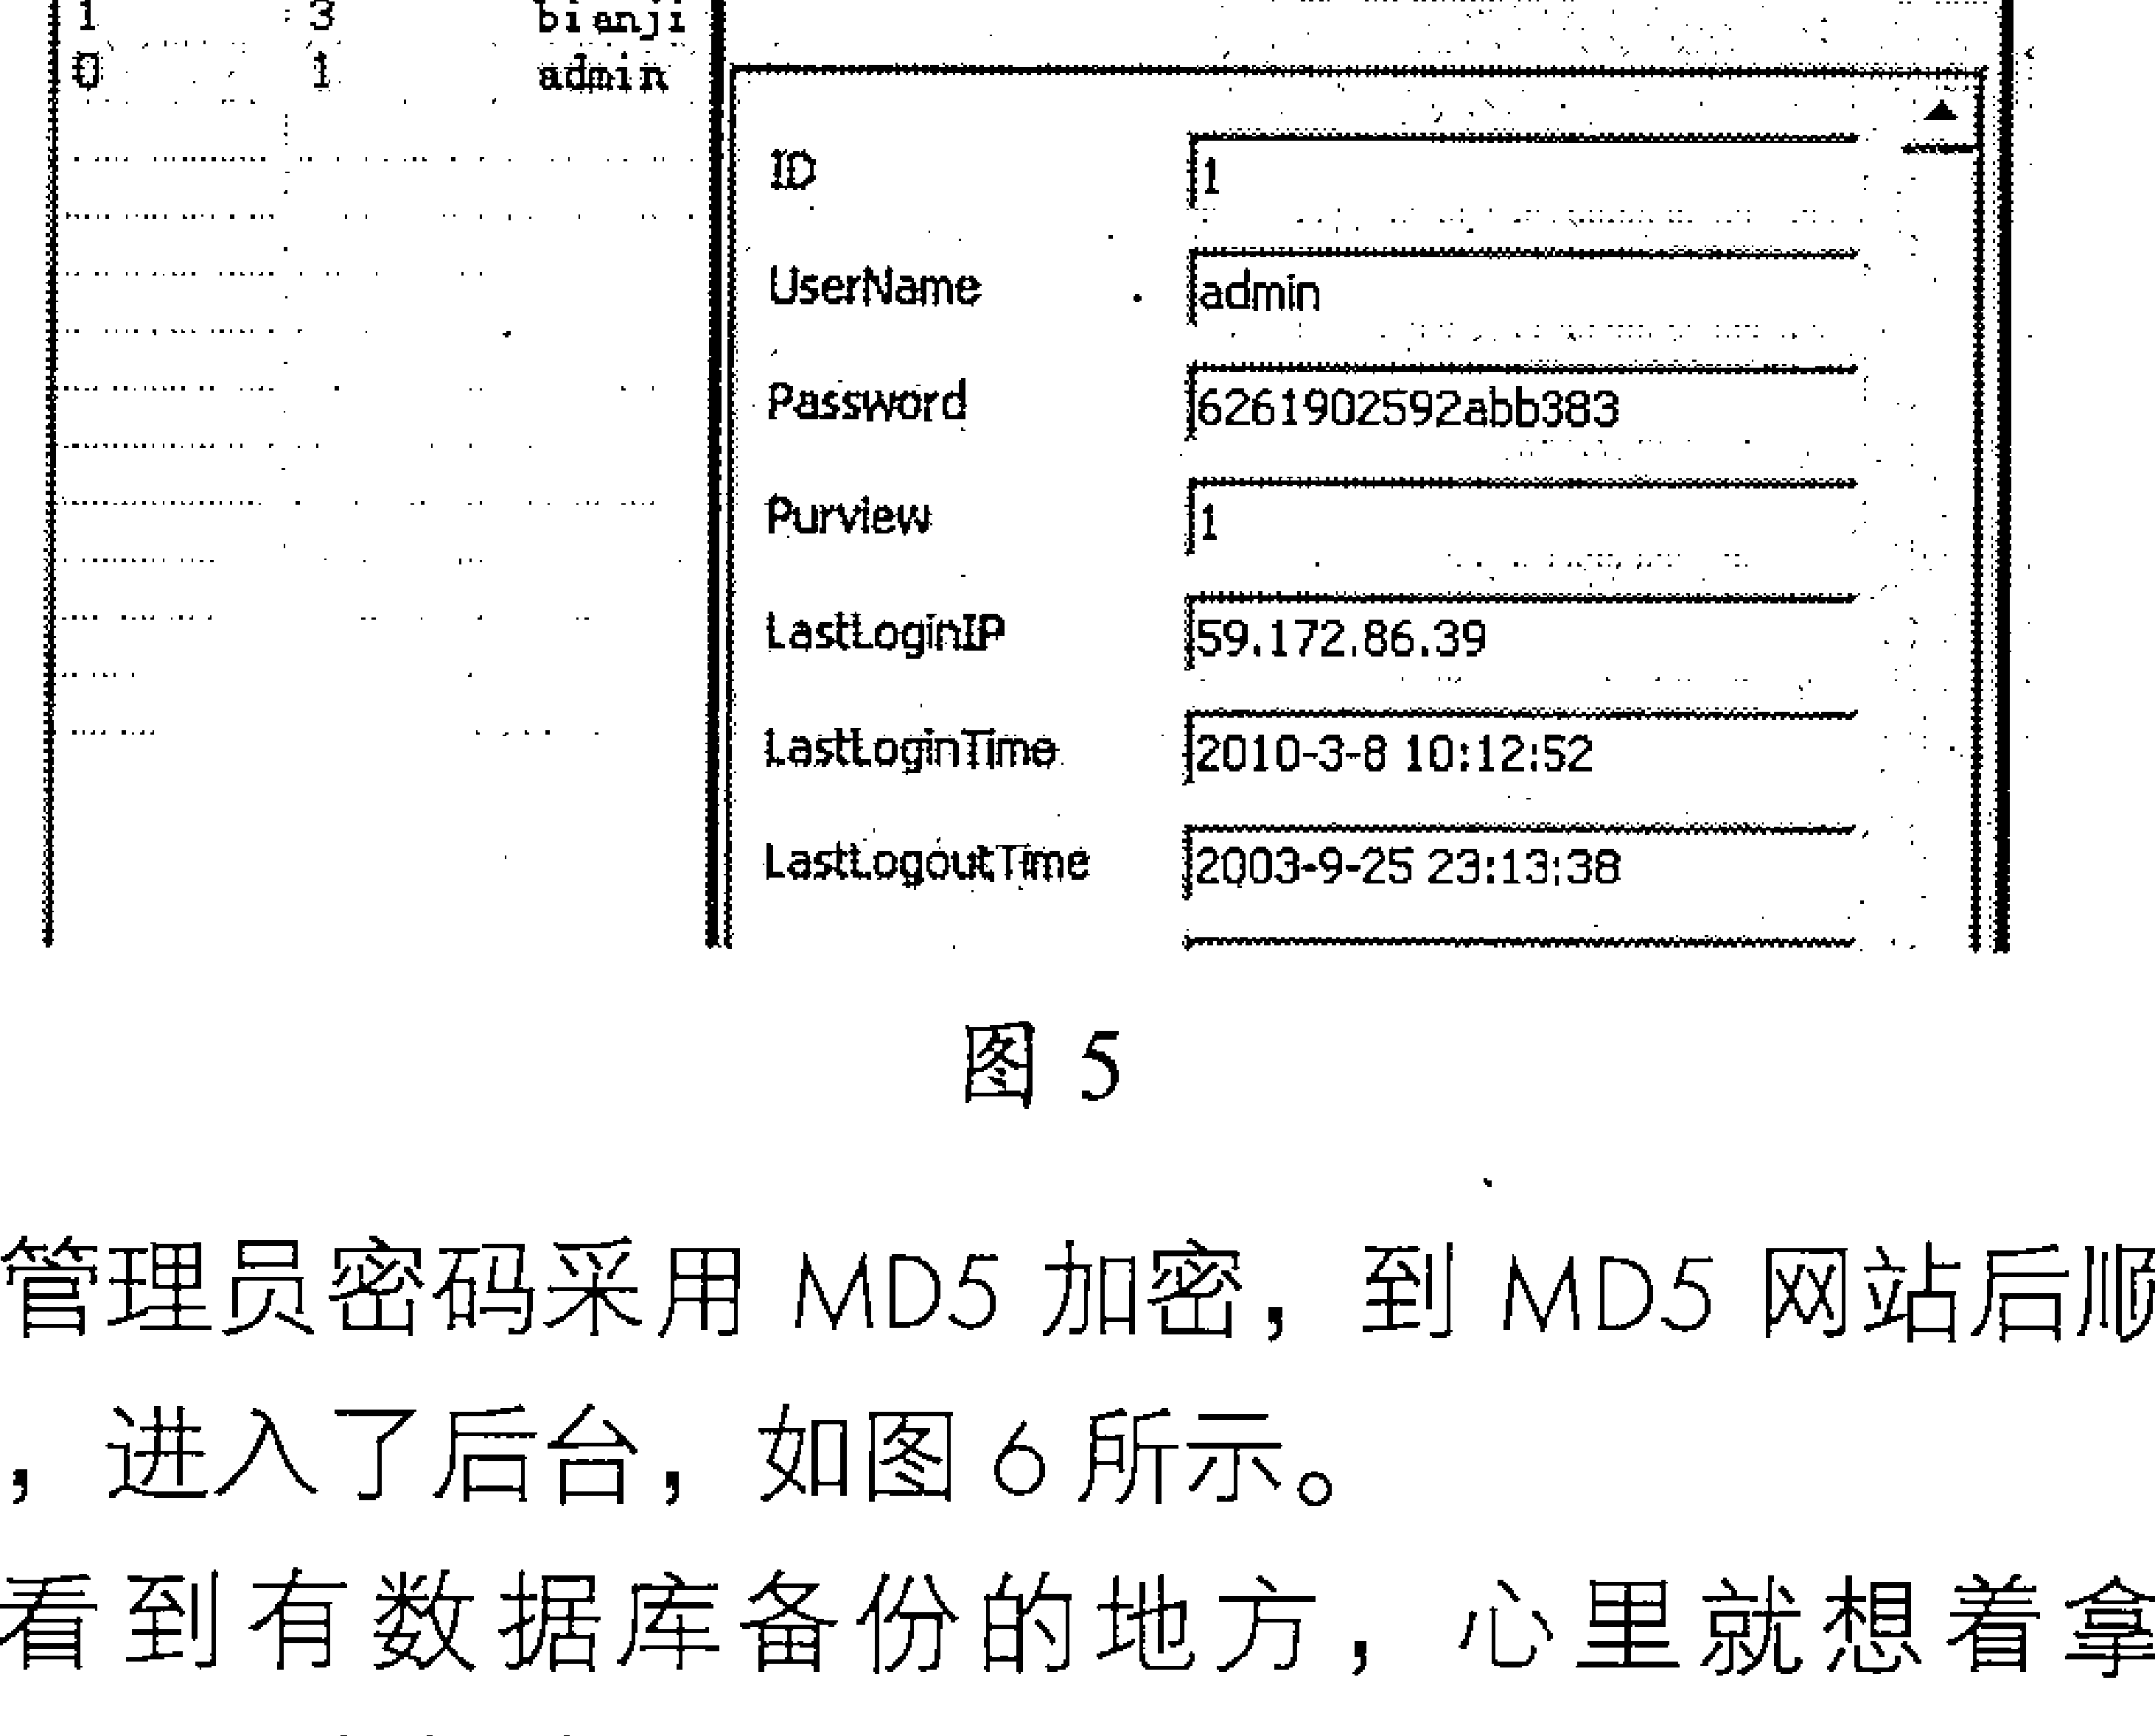 1 3 bianji
0 1 admin
ID 1
UserName admin
Password 6261902592abb383
Purview 1
LastLoginIP 59.172.86.39
LastLoginTime 2010-3-8 10:12:52
LastLogoutTime 2003-9-25 23:13:38
图 5
管理员密码采用 MD5 加密，到 MD5 网站后顺
，进入了后台，如图 6 所示。
看到有数据库备份的地方，心里就想着拿